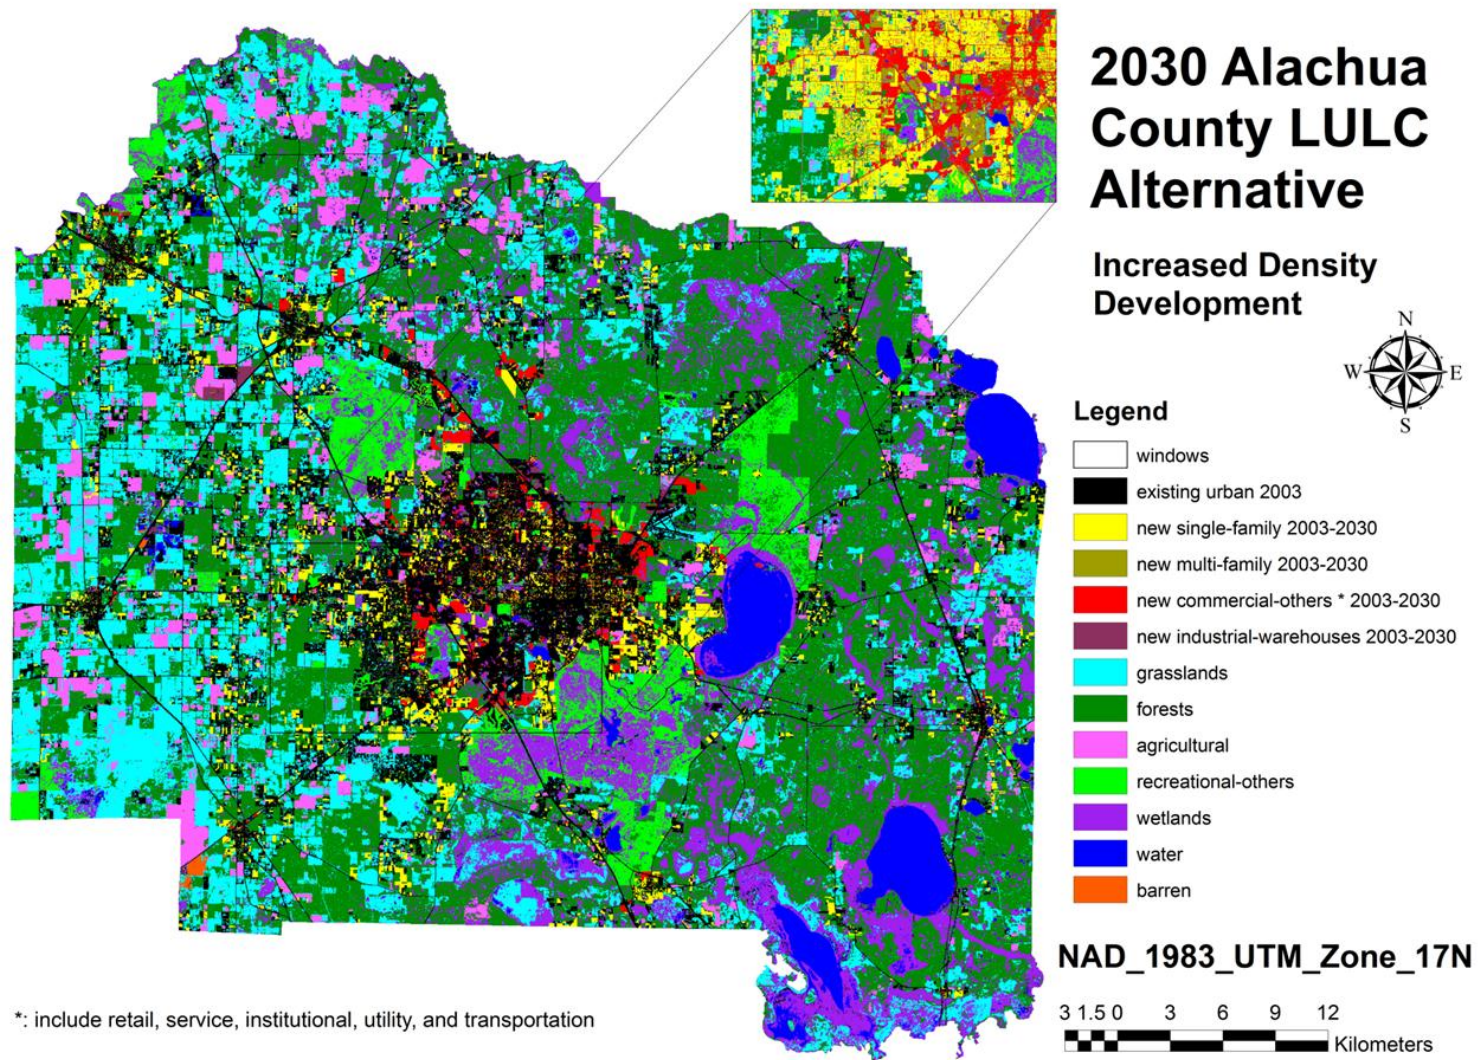 2030 Alachua
County LULC
Alternative
Increased Density
Development
N
W E
S
Legend
windows
existing urban 2003
new single-family 2003-2030
new multi-family 2003-2030
new commercial-others * 2003-2030
new industrial-warehouses 2003-2030
grasslands
forests
agricultural
recreational-others
wetlands
water
barren
NAD_1983_UTM_Zone_17N
3 1.5 0 3 6 9 12
Kilometers
*: include retail, service, institutional, utility, and transportation